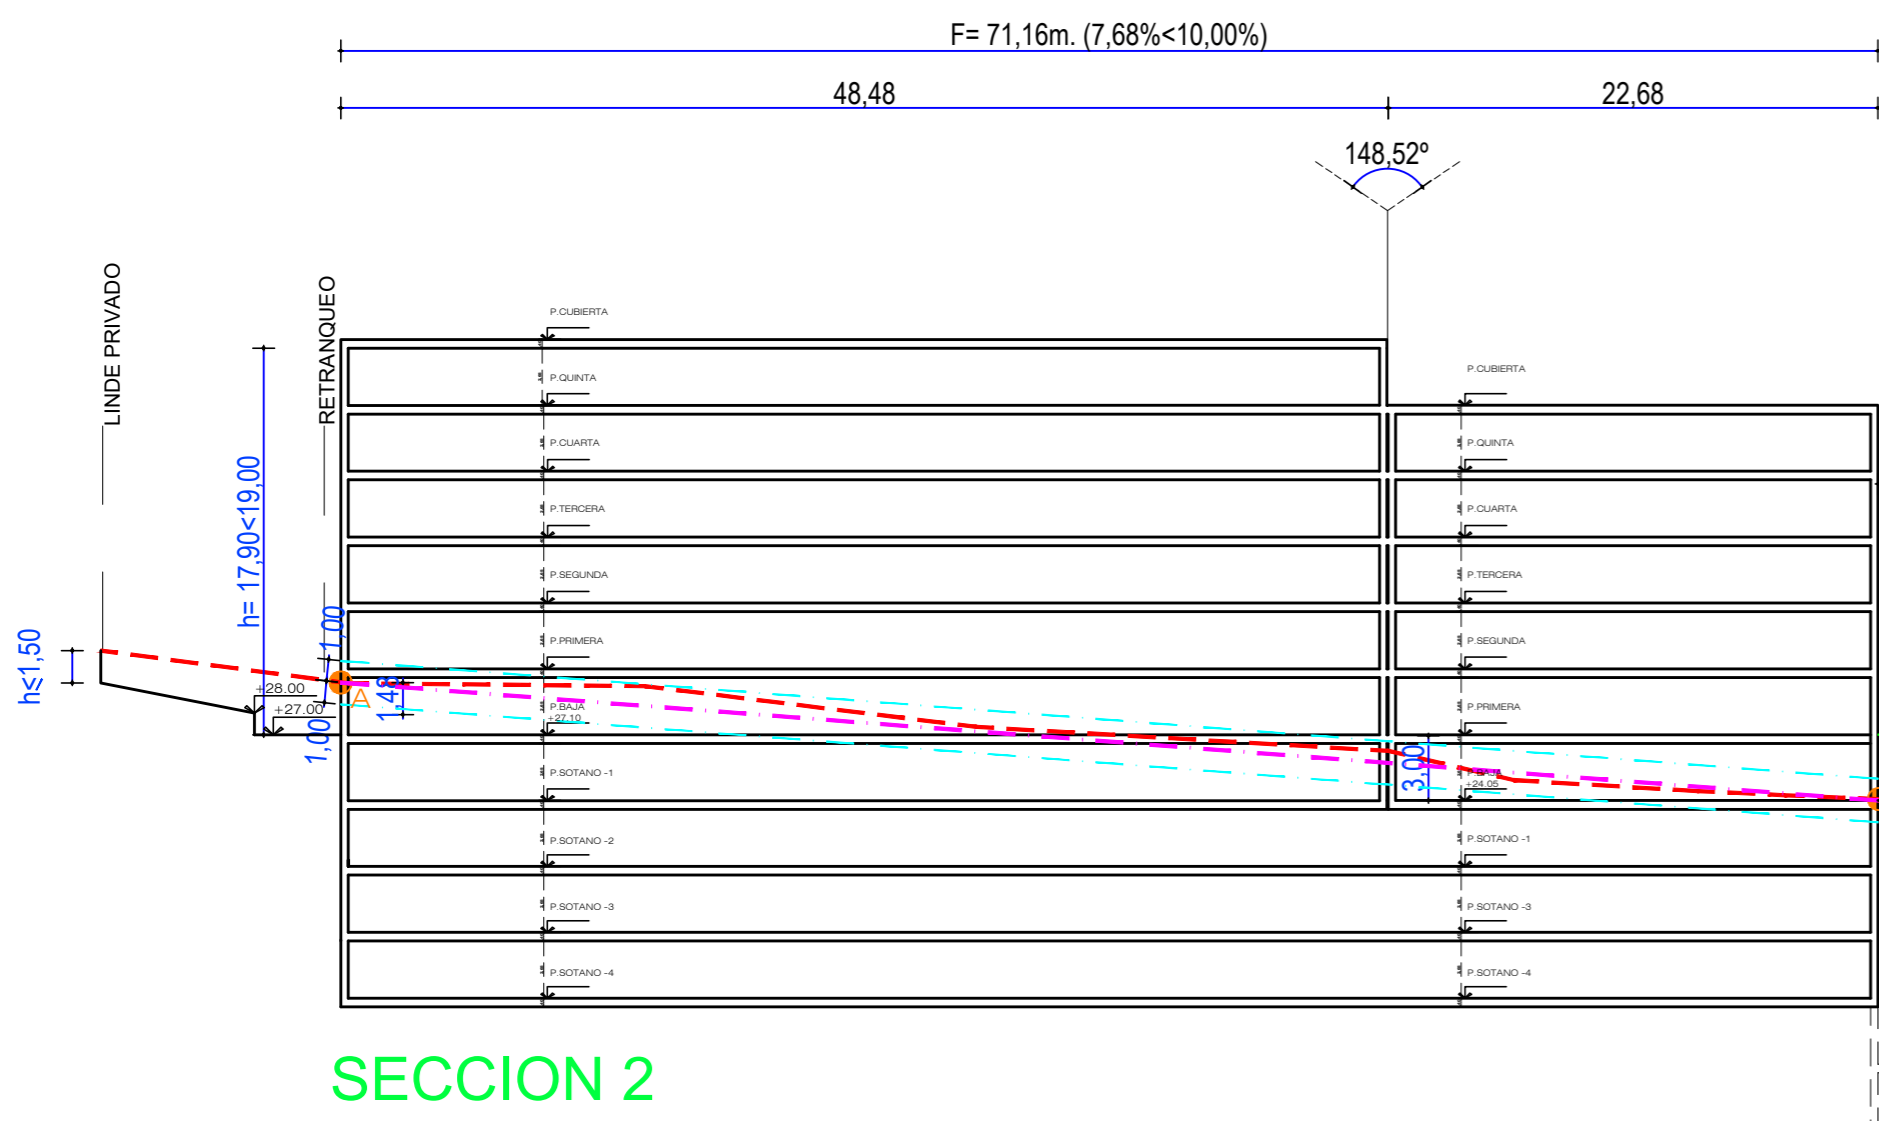 F= 71,16m. (7,68%<10,00%)
48,48
22,68
148,52º
LINDE PRIVADO
RETRANQUEO
P.CUBIERTA
P.QUINTA
P.CUARTA
P.TERCERA
P.SEGUNDA
P.PRIMERA
P.BAJA
+27.10
P.SOTANO -1
P.SOTANO -2
P.SOTANO -3
P.SOTANO -4
P.CUBIERTA
P.QUINTA
P.CUARTA
P.TERCERA
P.SEGUNDA
P.PRIMERA
P.BAJA
+24.05
P.SOTANO -1
P.SOTANO -3
P.SOTANO -4
h= 17,90<19,00
h≤1,50
1,00
1,00
+28.00
+27.00
A
1,48
3,00
SECCION 2